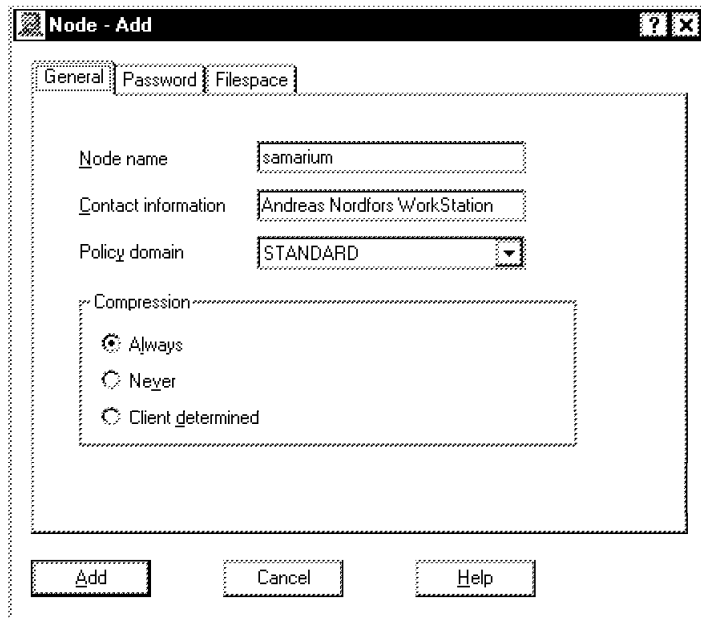 Node - Add
General Password Filespace
Node name samarium
Contact information Andreas Nordfors WorkStation
Policy domain STANDARD
Compression
Always
Never
Client determined
Add Cancel Help